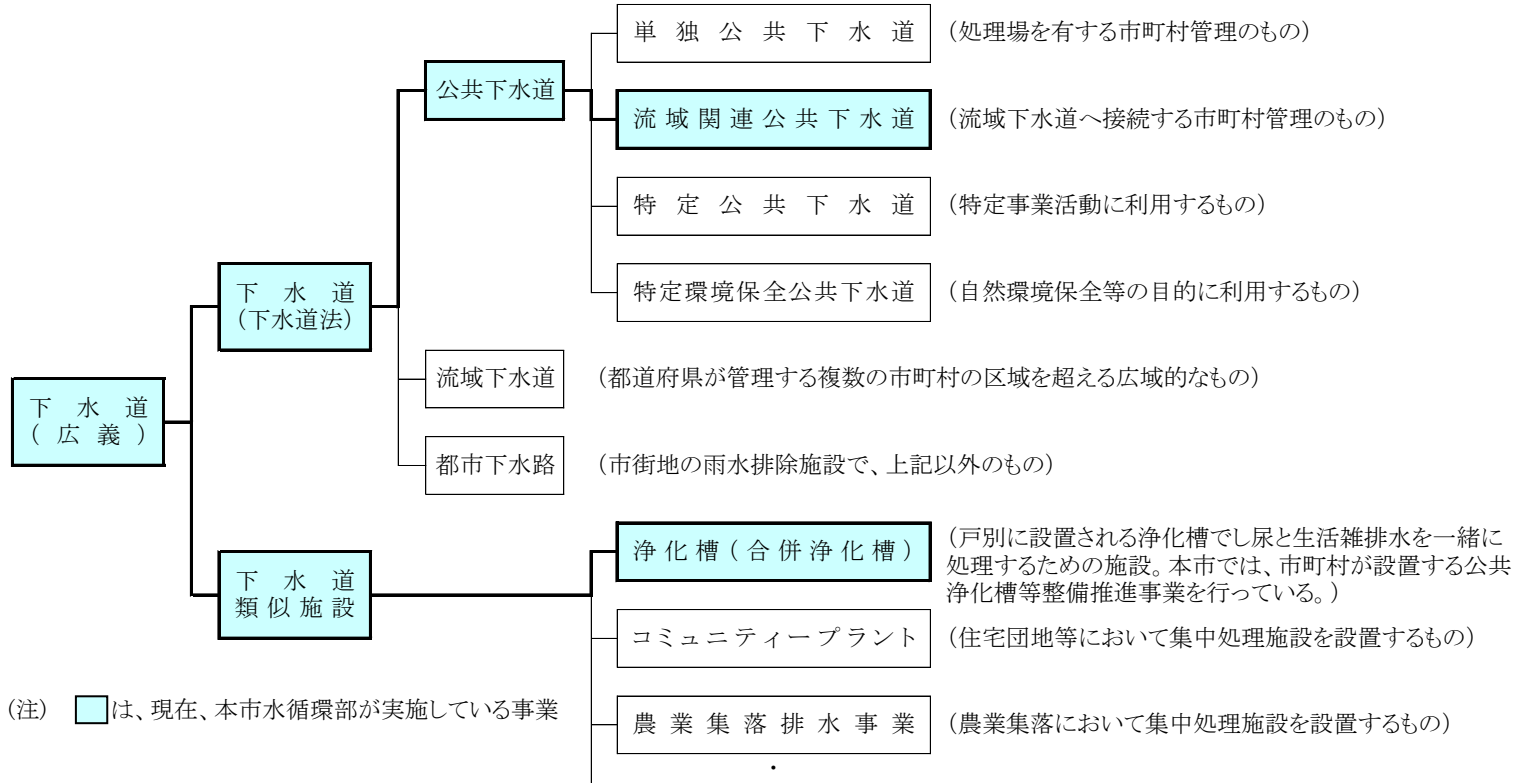 単独公共下水道 (処理場を有する市町村管理のもの)
公共下水道
流域関連公共下水道 (流域下水道へ接続する市町村管理のもの)
特定公共下水道 (特定事業活動に利用するもの)
下水道
(下水道法)
特定環境保全公共下水道 (自然環境保全等の目的に利用するもの)
流域下水道 (都道府県が管理する複数の市町村の区域を超える広域的なもの)
下水道
(広義)
都市下水路 (市街地の雨水排除施設で、上記以外のもの)
浄化槽(合併浄化槽) (戸別に設置される浄化槽でし尿と生活雑排水を一緒に
処理するための施設。本市では、市町村が設置する公共
浄化槽等整備推進事業を行っている。)
下水道
類似施設
コミュニティープラント (住宅団地等において集中処理施設を設置するもの)
(注) は、現在、本市水循環部が実施している事業
農業集落排水事業 (農業集落において集中処理施設を設置するもの)
・